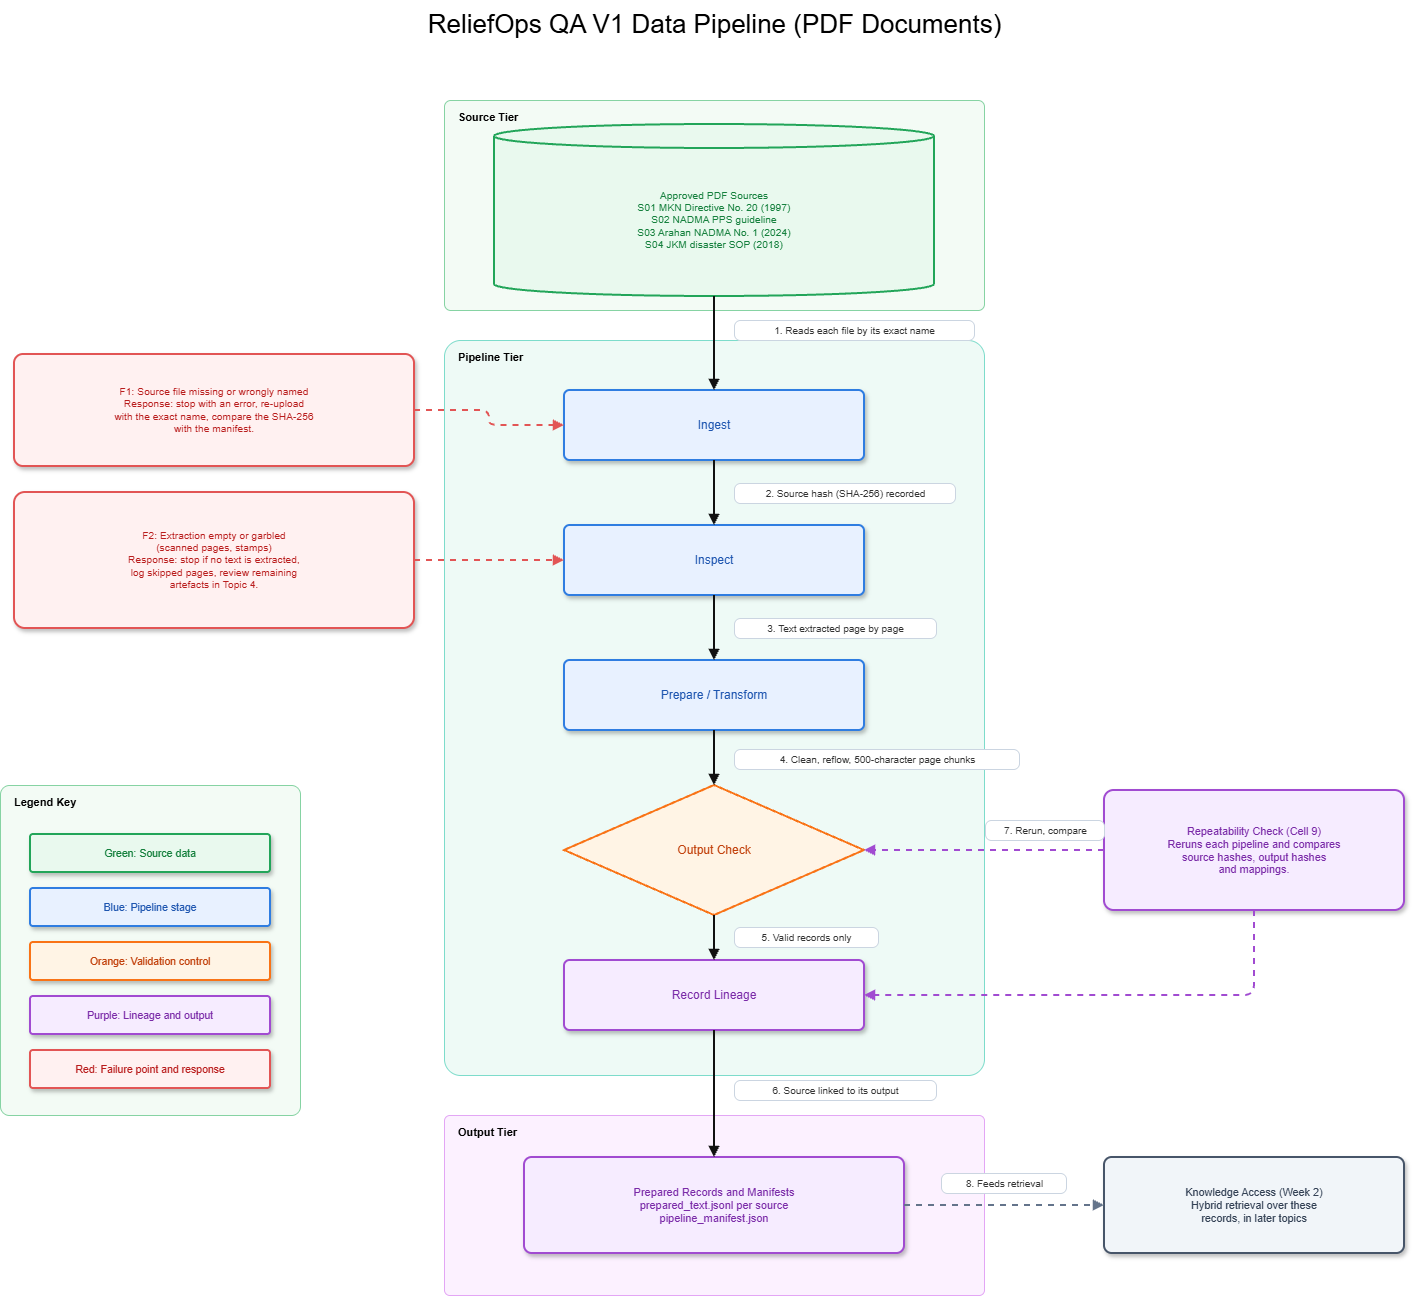 ReliefOps QA V1 Data Pipeline (PDF Documents)
Source Tier
Approved PDF Sources
S01 MKN Directive No. 20 (1997)
S02 NADMA PPS guideline
S03 Arahan NADMA No. 1 (2024)
S04 JKM disaster SOP (2018)
1. Reads each file by its exact name
Pipeline Tier
F1: Source file missing or wrongly named
Response: stop with an error, re-upload
with the exact name, compare the SHA-256
with the manifest.
Ingest
2. Source hash (SHA-256) recorded
F2: Extraction empty or garbled
(scanned pages, stamps)
Response: stop if no text is extracted,
log skipped pages, review remaining
artefacts in Topic 4.
Inspect
3. Text extracted page by page
Prepare / Transform
4. Clean, reflow, 500-character page chunks
Legend Key
Green: Source data
Blue: Pipeline stage
Orange: Validation control
Purple: Lineage and output
Red: Failure point and response
Output Check
7. Rerun, compare
Repeatability Check (Cell 9)
Reruns each pipeline and compares
source hashes, output hashes
and mappings.
5. Valid records only
Record Lineage
6. Source linked to its output
Output Tier
Prepared Records and Manifests
prepared_text.jsonl per source
pipeline_manifest.json
8. Feeds retrieval
Knowledge Access (Week 2)
Hybrid retrieval over these
records, in later topics